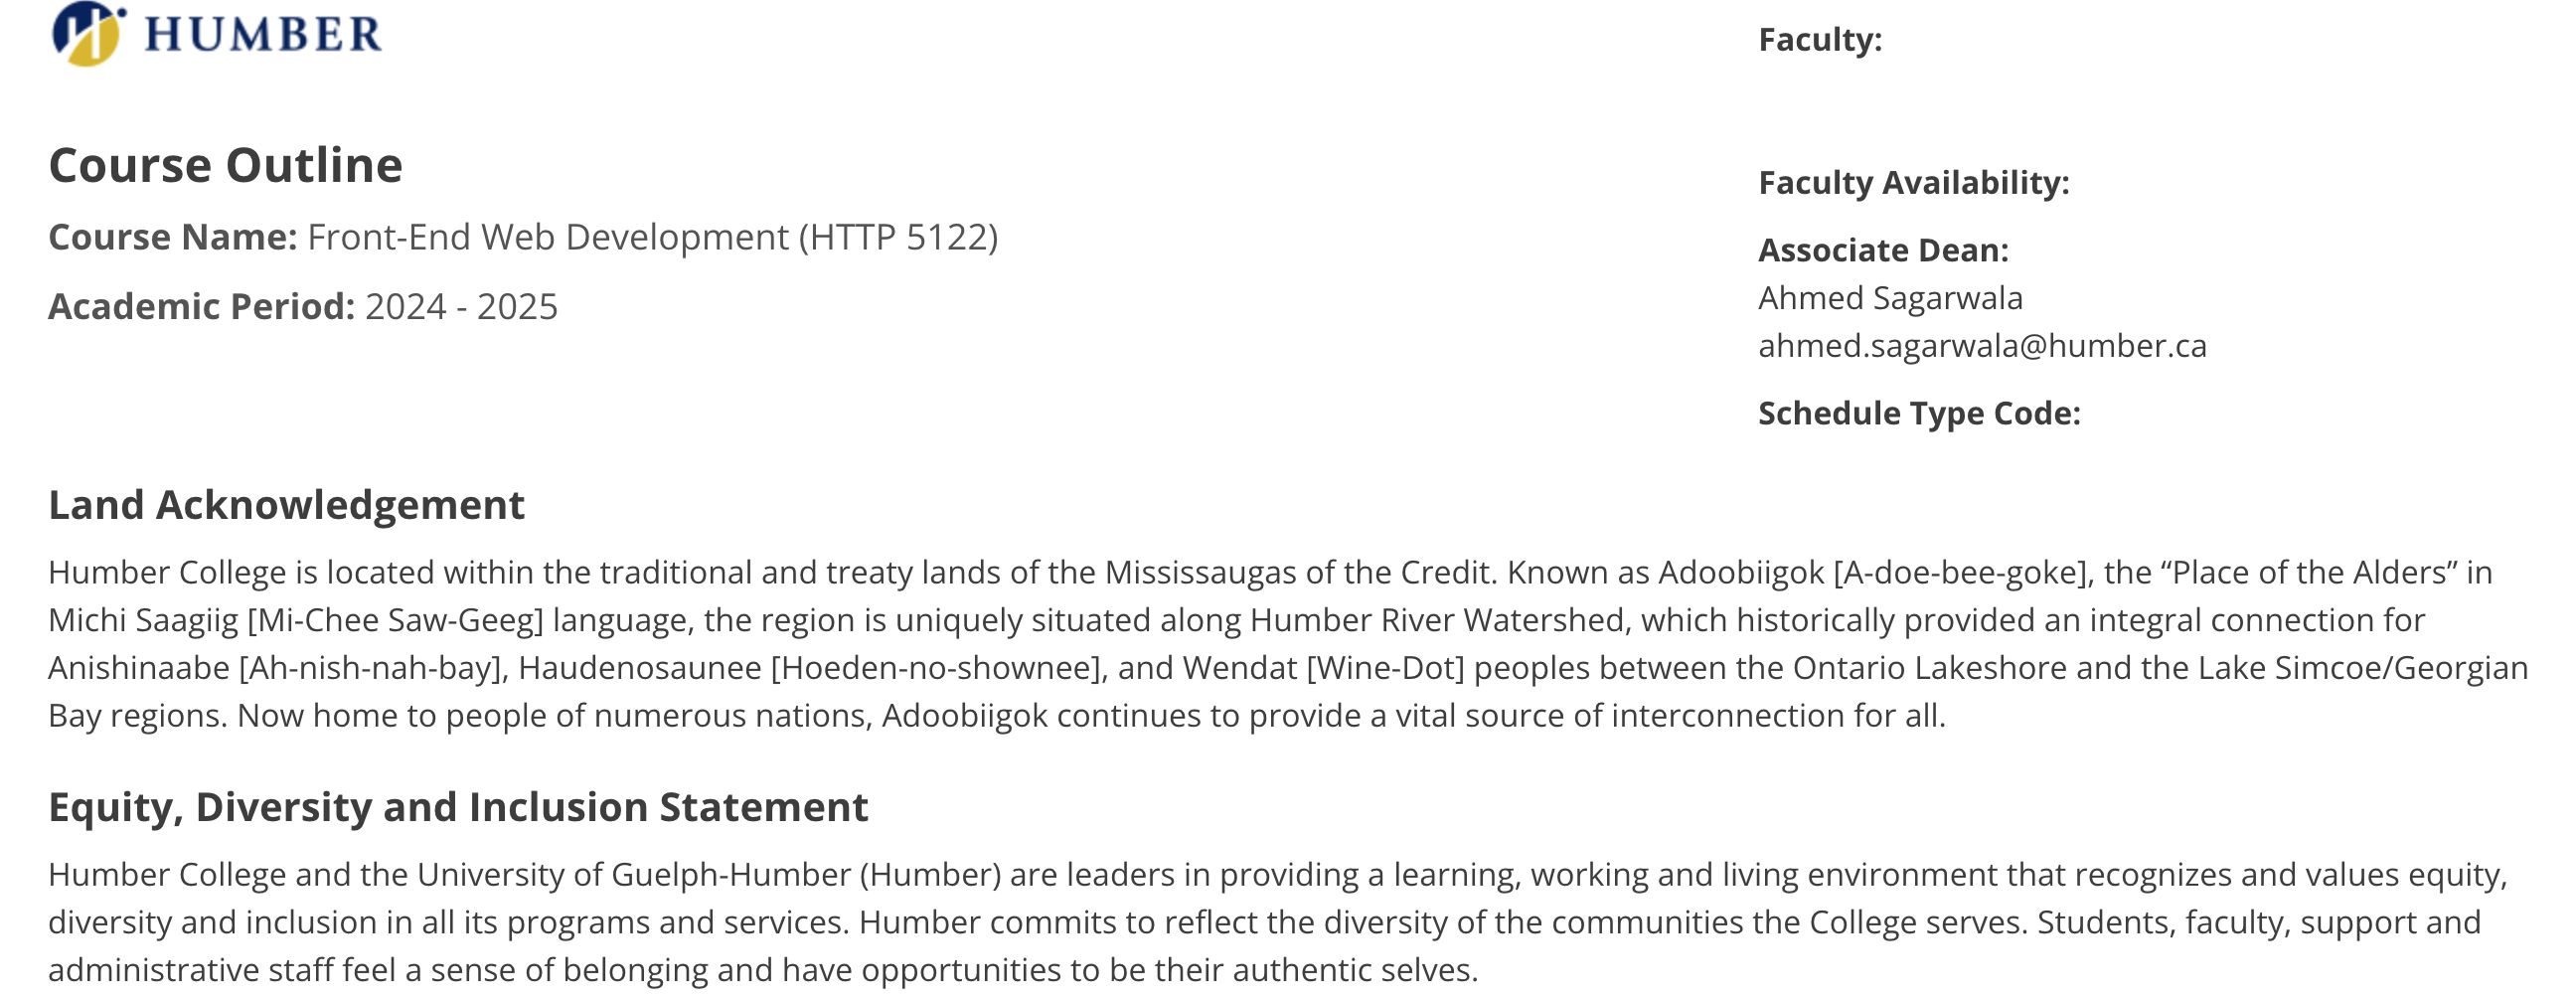 HUMBER
Course Outline
Course Name: Front-End Web Development (HTTP 5122)
Academic Period: 2024 - 2025
Faculty:
Faculty Availability:
Associate Dean:
Ahmed Sagarwala
ahmed.sagarwala@humber.ca
Schedule Type Code:
Land Acknowledgement
Humber College is located within the traditional and treaty lands of the Mississaugas of the Credit. Known as Adoobiigok [A-doe-bee-goke], the “Place of the Alders” in
Michi Saagiig [Mi-Chee Saw-Geeg] language, the region is uniquely situated along Humber River Watershed, which historically provided an integral connection for
Anishinaabe [Ah-nish-nah-bay], Haudenosaunee [Hoeden-no-shownee], and Wendat [Wine-Dot] peoples between the Ontario Lakeshore and the Lake Simcoe/Georgian
Bay regions. Now home to people of numerous nations, Adoobiigok continues to provide a vital source of interconnection for all.
Equity, Diversity and Inclusion Statement
Humber College and the University of Guelph-Humber (Humber) are leaders in providing a learning, working and living environment that recognizes and values equity,
diversity and inclusion in all its programs and services. Humber commits to reflect the diversity of the communities the College serves. Students, faculty, support and
administrative staff feel a sense of belonging and have opportunities to be their authentic selves.